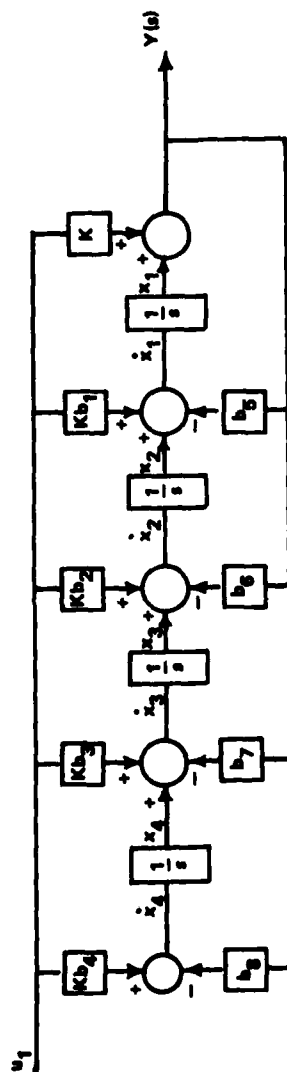 u₁
Kb₄ Kb₃ Kb₂ Kb₁ K
+ + + + +
ẋ₄ 1/s x₄ + ẋ₃ 1/s x₃ + ẋ₂ 1/s x₂ + ẋ₁ 1/s x₁ + Y(s)
− − − −
b₈ b₇ b₆ b₅